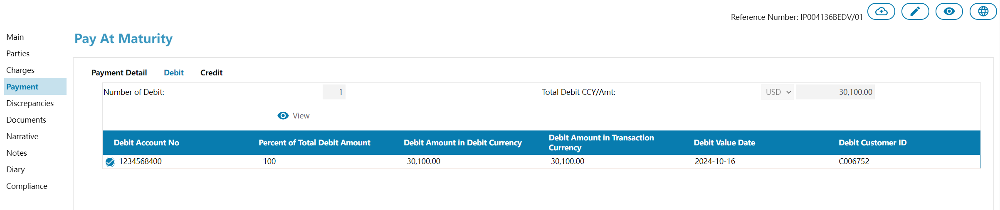 Reference Number: IP004136BEDV/01
Main
Parties
Charges
Payment
Discrepancies
Documents
Narrative
Notes
Diary
Compliance
Pay At Maturity
Payment Detail Debit Credit
Number of Debit: 1 Total Debit CCY/Amt: USD 30,100.00
View
Debit Account No Percent of Total Debit Amount Debit Amount in Debit Currency Debit Amount in Transaction Currency Debit Value Date Debit Customer ID
1234568400 100 30,100.00 30,100.00 2024-10-16 C006752